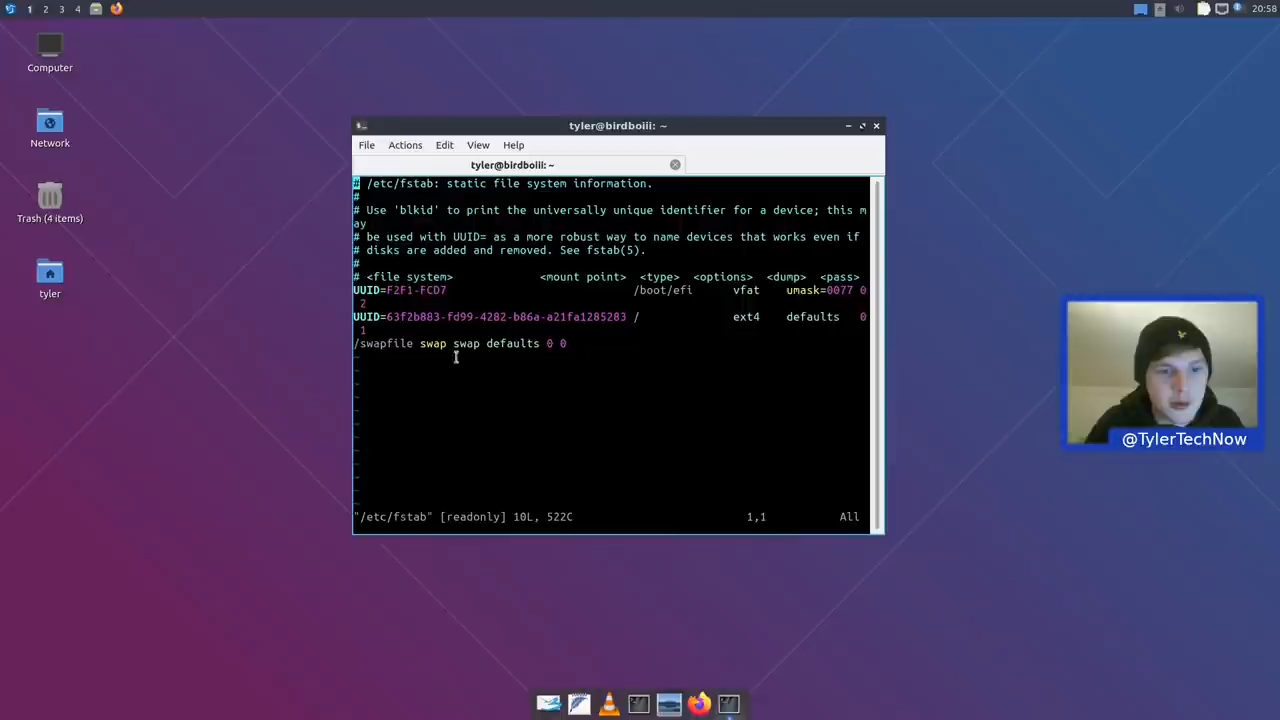 1 2 3 4
20:58
Computer
Network
Trash (4 items)
tyler
tyler@birdboiii: ~
File Actions Edit View Help
tyler@birdboiii: ~
# /etc/fstab: static file system information.
#
# Use 'blkid' to print the universally unique identifier for a device; this m
ay
# be used with UUID= as a more robust way to name devices that works even if
# disks are added and removed. See fstab(5).
#
# <file system> <mount point> <type> <options> <dump> <pass>
UUID=F2F1-FCD7 /boot/efi vfat umask=0077 0
2
UUID=63f2b883-fd99-4282-b86a-a21fa1285283 / ext4 defaults 0
1
/swapfile swap swap defaults 0 0
~
~
~
~
~
~
~
~
~
~
~
"/etc/fstab" [readonly] 10L, 522C 1,1 All
@TylerTechNow